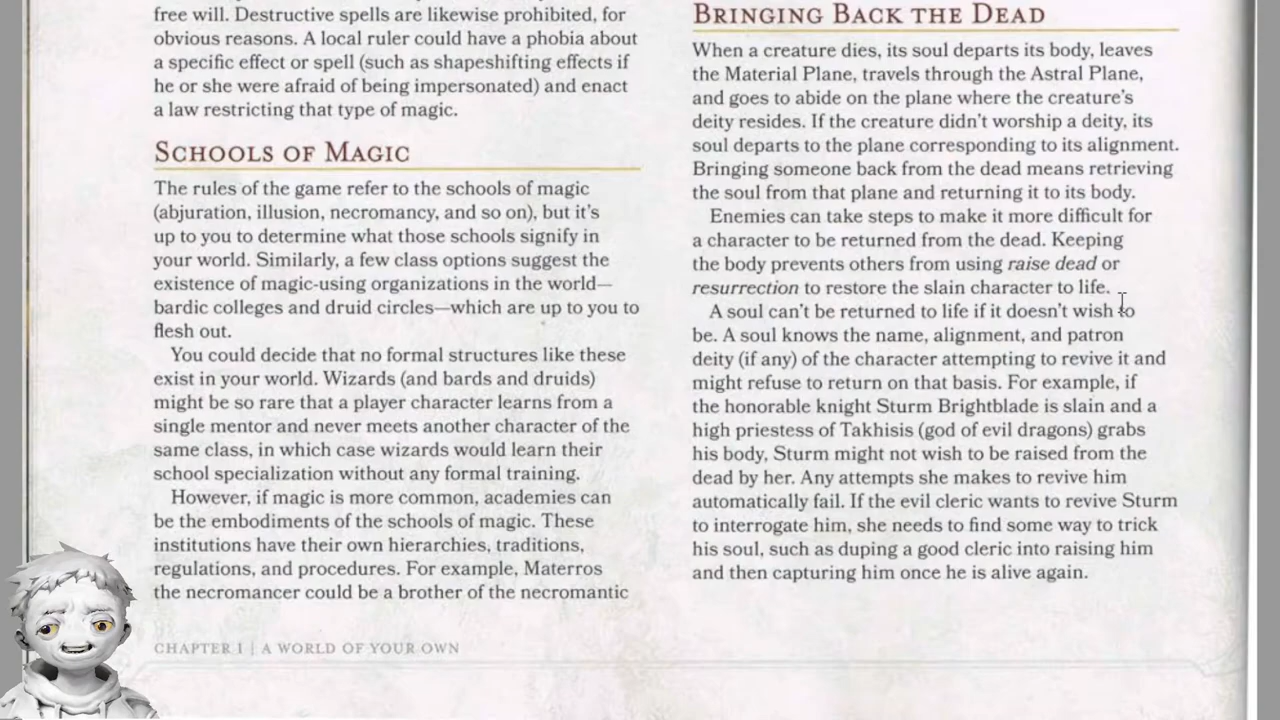 free will. Destructive spells are likewise prohibited, for
obvious reasons. A local ruler could have a phobia about
a specific effect or spell (such as shapeshifting effects if
he or she were afraid of being impersonated) and enact
a law restricting that type of magic.
SCHOOLS OF MAGIC
The rules of the game refer to the schools of magic
(abjuration, illusion, necromancy, and so on), but it's
up to you to determine what those schools signify in
your world. Similarly, a few class options suggest the
existence of magic-using organizations in the world—
bardic colleges and druid circles—which are up to you to
flesh out.
You could decide that no formal structures like these
exist in your world. Wizards (and bards and druids)
might be so rare that a player character learns from a
single mentor and never meets another character of the
same class, in which case wizards would learn their
school specialization without any formal training.
However, if magic is more common, academies can
be the embodiments of the schools of magic. These
institutions have their own hierarchies, traditions,
regulations, and procedures. For example, Materros
the necromancer could be a brother of the necromantic
CHAPTER 1 | A WORLD OF YOUR OWN
BRINGING BACK THE DEAD
When a creature dies, its soul departs its body, leaves
the Material Plane, travels through the Astral Plane,
and goes to abide on the plane where the creature's
deity resides. If the creature didn't worship a deity, its
soul departs to the plane corresponding to its alignment.
Bringing someone back from the dead means retrieving
the soul from that plane and returning it to its body.
Enemies can take steps to make it more difficult for
a character to be returned from the dead. Keeping
the body prevents others from using raise dead or
resurrection to restore the slain character to life.
A soul can't be returned to life if it doesn't wish to
be. A soul knows the name, alignment, and patron
deity (if any) of the character attempting to revive it and
might refuse to return on that basis. For example, if
the honorable knight Sturm Brightblade is slain and a
high priestess of Takhisis (god of evil dragons) grabs
his body, Sturm might not wish to be raised from the
dead by her. Any attempts she makes to revive him
automatically fail. If the evil cleric wants to revive Sturm
to interrogate him, she needs to find some way to trick
his soul, such as duping a good cleric into raising him
and then capturing him once he is alive again.